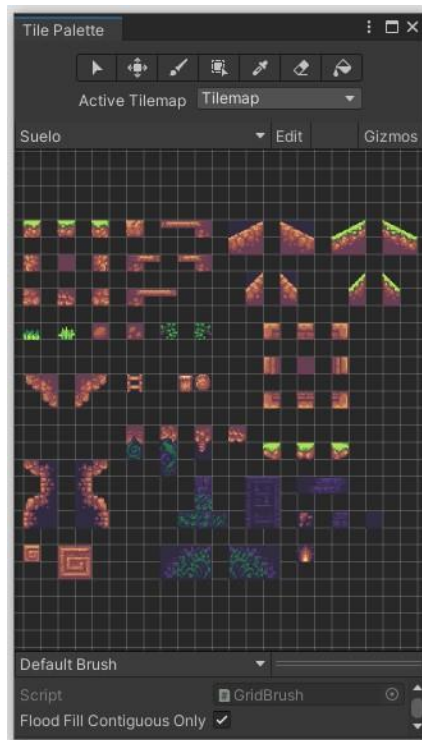 Tile Palette
Active Tilemap Tilemap
Suelo Edit Gizmos
Default Brush
Script GridBrush
Flood Fill Contiguous Only